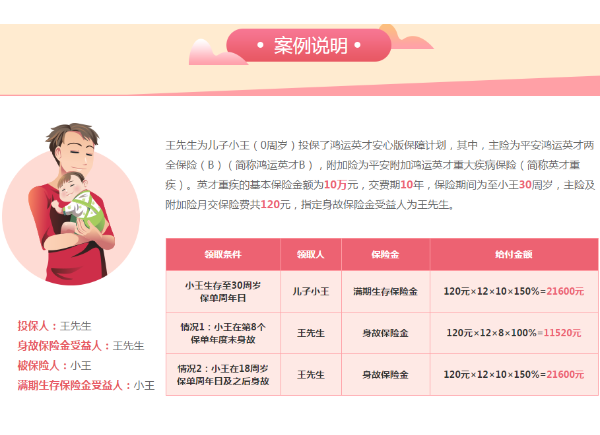 案例说明
王先生为儿子小王（0周岁）投保了鸿运英才安心版保障计划，其中，主险为平安鸿运英才两
全保险（B）（简称鸿运英才B），附加险为平安附加鸿运英才重大疾病保险（简称英才重
疾）。英才重疾的基本保险金额为10万元，交费期10年，保险期间为至小王30周岁，主险及
附加险月交保险费共120元，指定身故保险金受益人为王先生。
投保人：王先生
身故保险金受益人：王先生
被保险人：小王
满期生存保险金受益人：小王
领取条件 领取人 保险金 给付金额
小王生存至30周岁
保单周年日 儿子小王 满期生存保险金 120元×12×10×150%=21600元
情况1：小王在第8个
保单年度末身故 王先生 身故保险金 120元×12×8×100%=11520元
情况2：小王在18周岁
保单周年日及之后身故 王先生 身故保险金 120元×12×10×150%=21600元